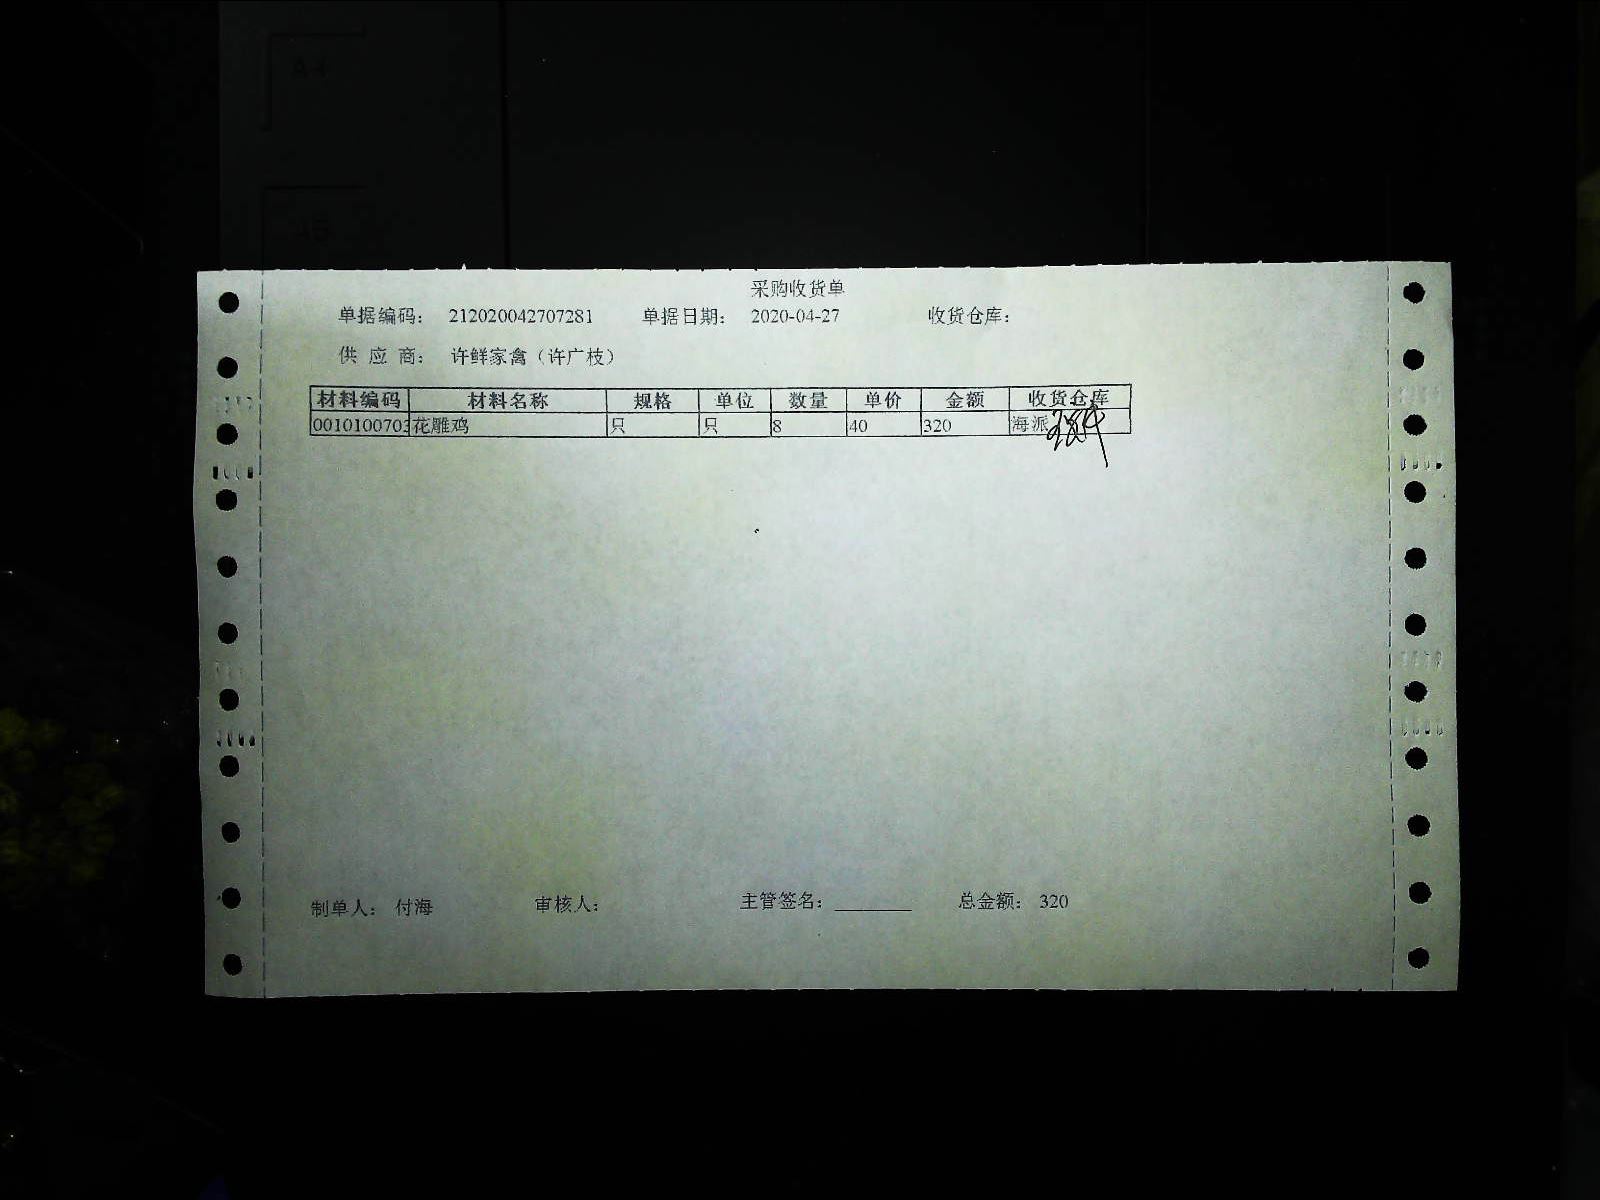 采购收货单
单据编码： 212020042707281 单据日期： 2020-04-27 收货仓库：
供 应 商： 许鲜家禽（许广枝）
材料编码 材料名称 规格 单位 数量 单价 金额 收货仓库
0010100703 花雕鸡 只 只 8 40 320 海派
制单人： 付海 审核人： 主管签名： 总金额： 320